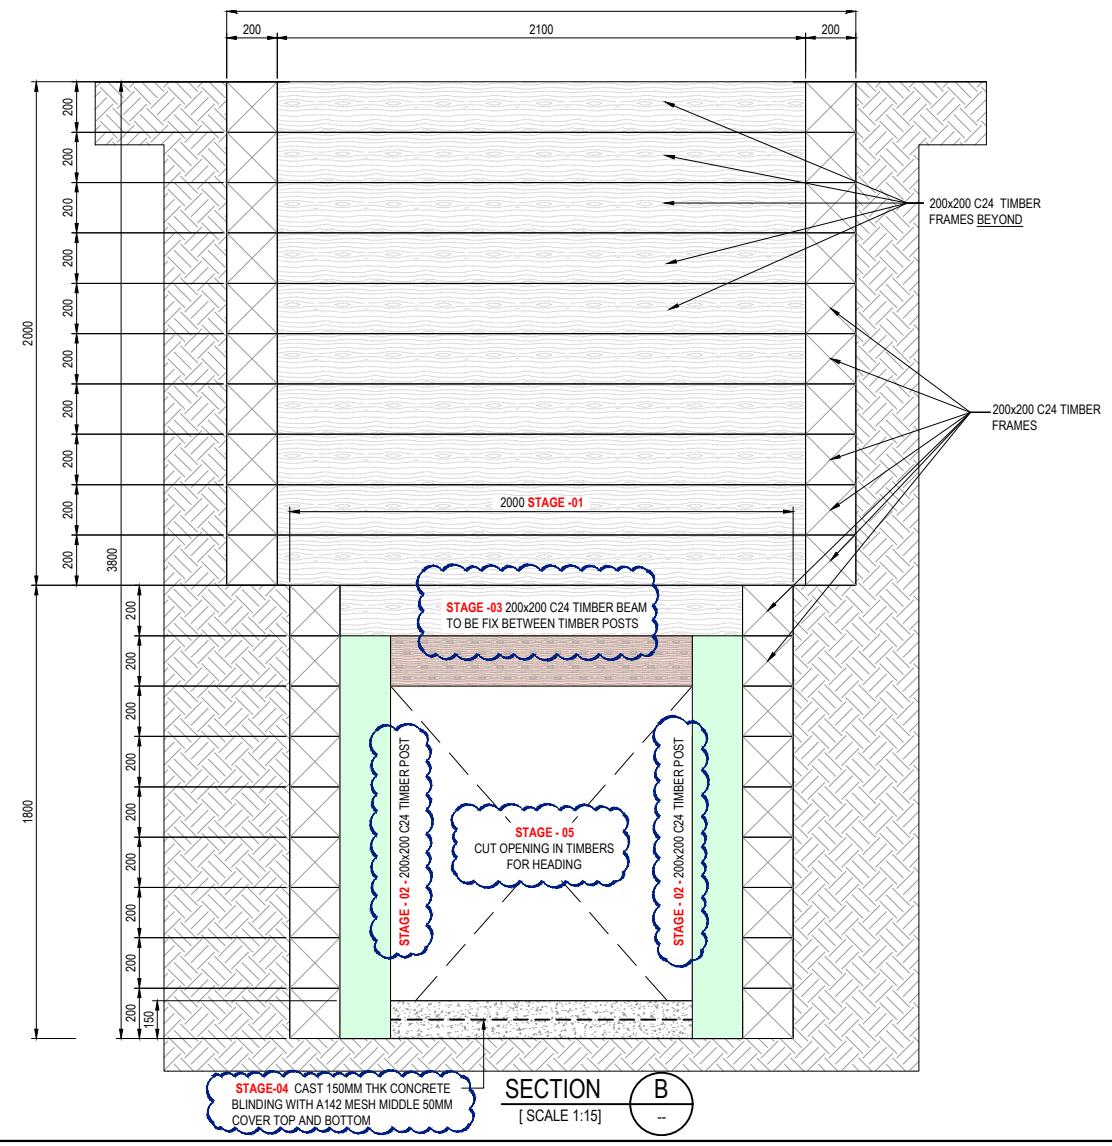 200
2100
200
200
200
200
200
200
200
200
200
200
200
2000
3800
200x200 C24 TIMBER
FRAMES BEYOND
200x200 C24 TIMBER
FRAMES
2000 STAGE -01
STAGE -03 200x200 C24 TIMBER BEAM
TO BE FIX BETWEEN TIMBER POSTS
200
200
200
200
200
200
200
200
200
150
1800
STAGE - 02 - 200x200 C24 TIMBER POST
STAGE - 05
CUT OPENING IN TIMBERS
FOR HEADING
STAGE - 02 - 200x200 C24 TIMBER POST
STAGE-04 CAST 150MM THK CONCRETE
BLINDING WITH A142 MESH MIDDLE 50MM
COVER TOP AND BOTTOM
SECTION
[ SCALE 1:15]
B
--